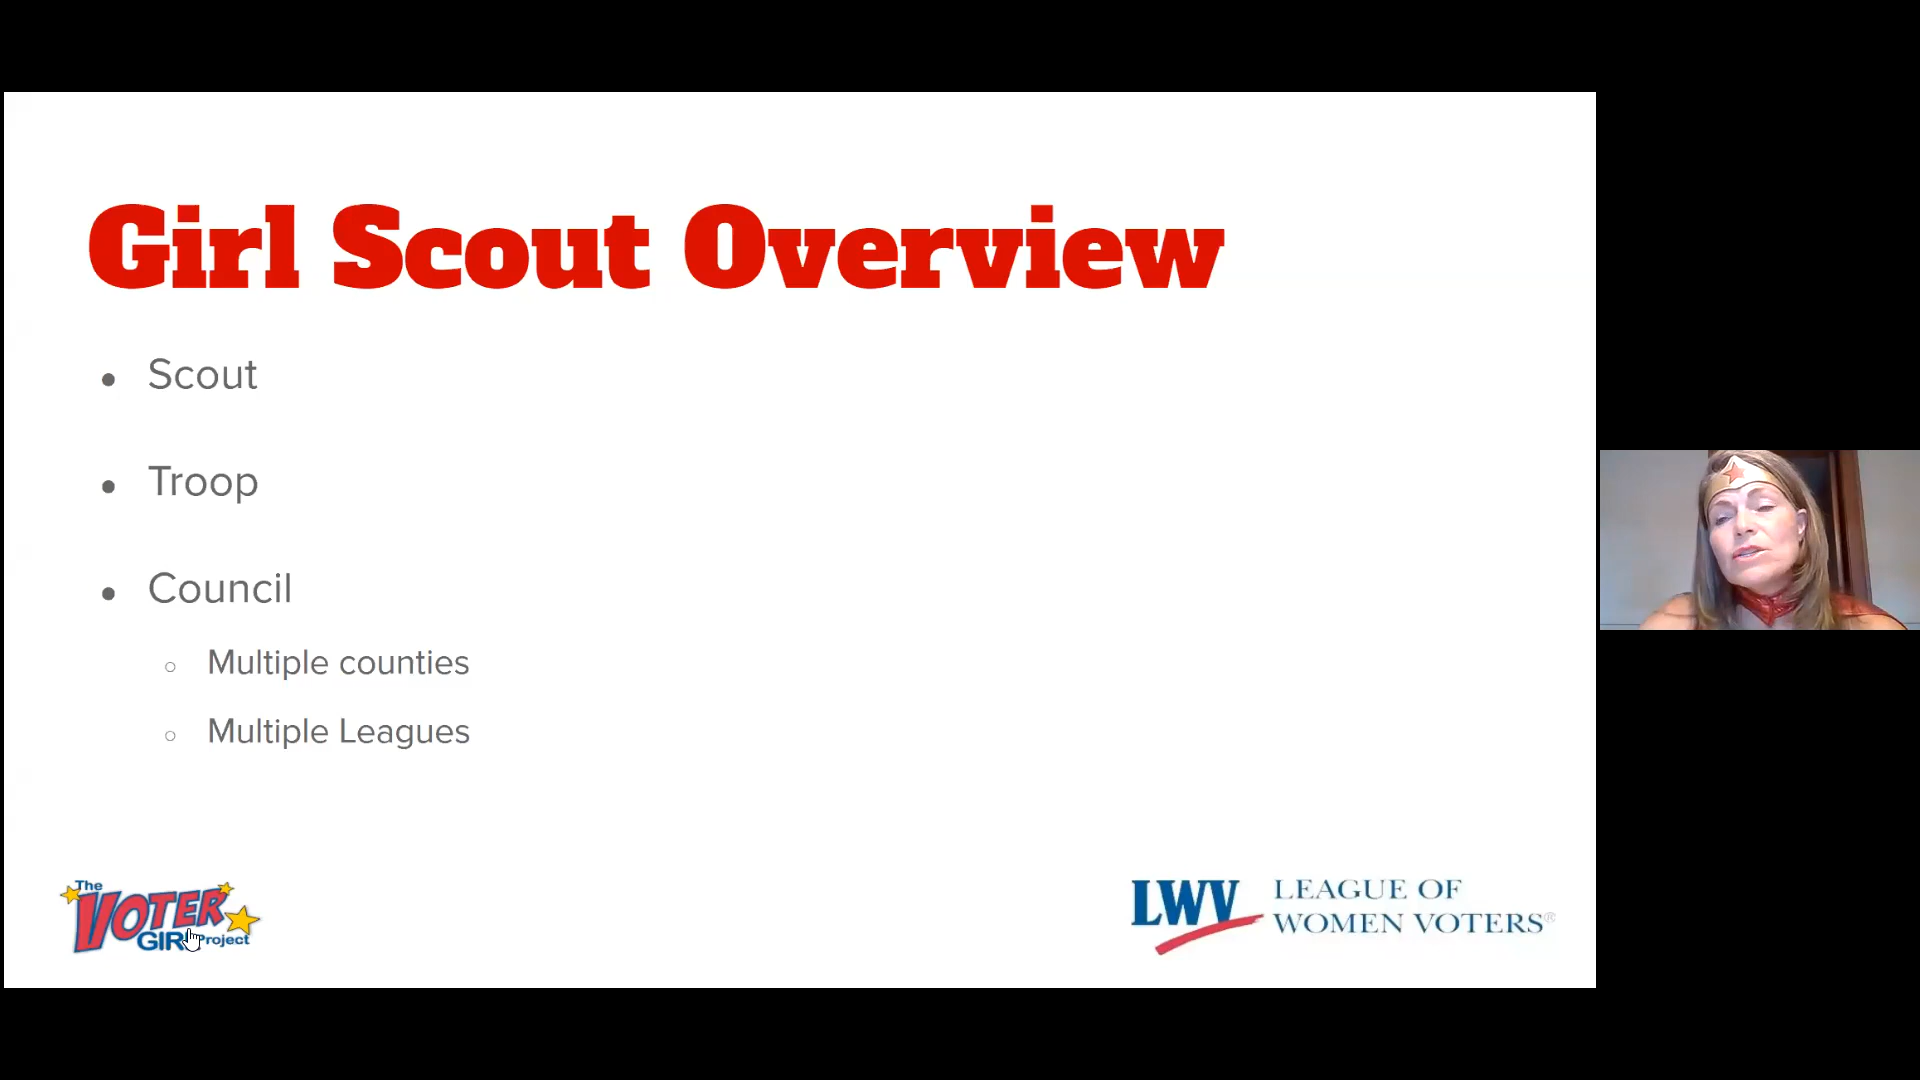 Girl Scout Overview
● Scout
● Troop
● Council
○ Multiple counties
○ Multiple Leagues
The
VOTER
GIRL Project
LWV LEAGUE OF
WOMEN VOTERS®